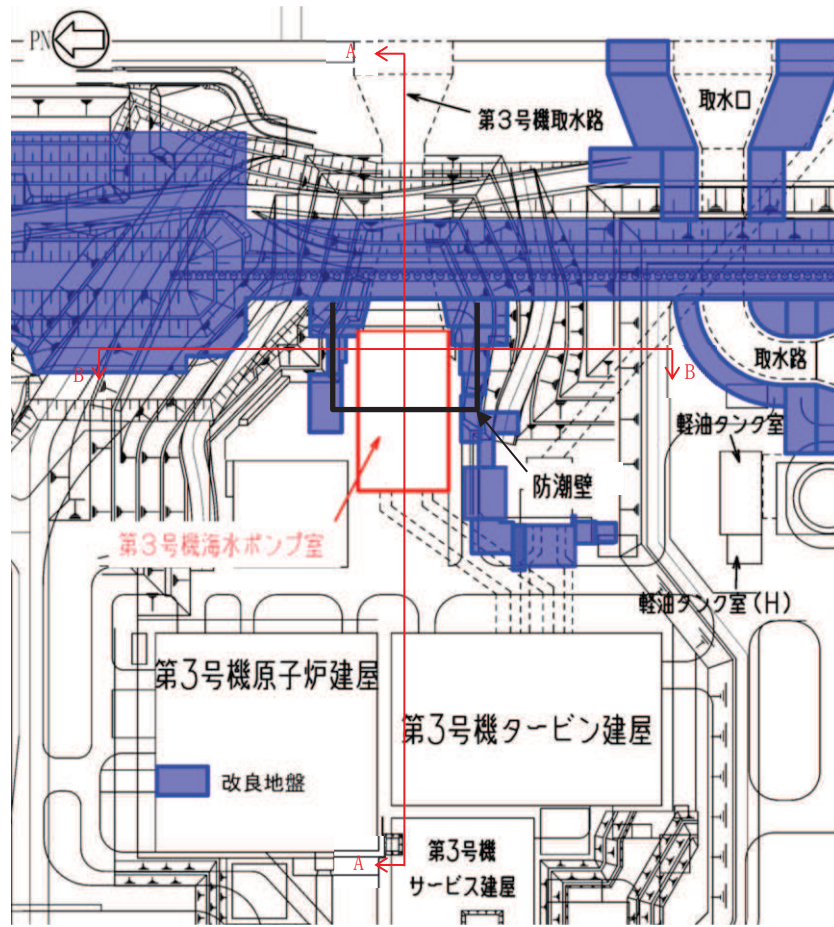 PN
A
第3号機取水路
取水口
B
B
取水路
軽油タンク室
防潮壁
第3号機海水ポンプ室
軽油タンク室(H)
第3号機原子炉建屋
第3号機タービン建屋
改良地盤
A
第3号機
サービス建屋